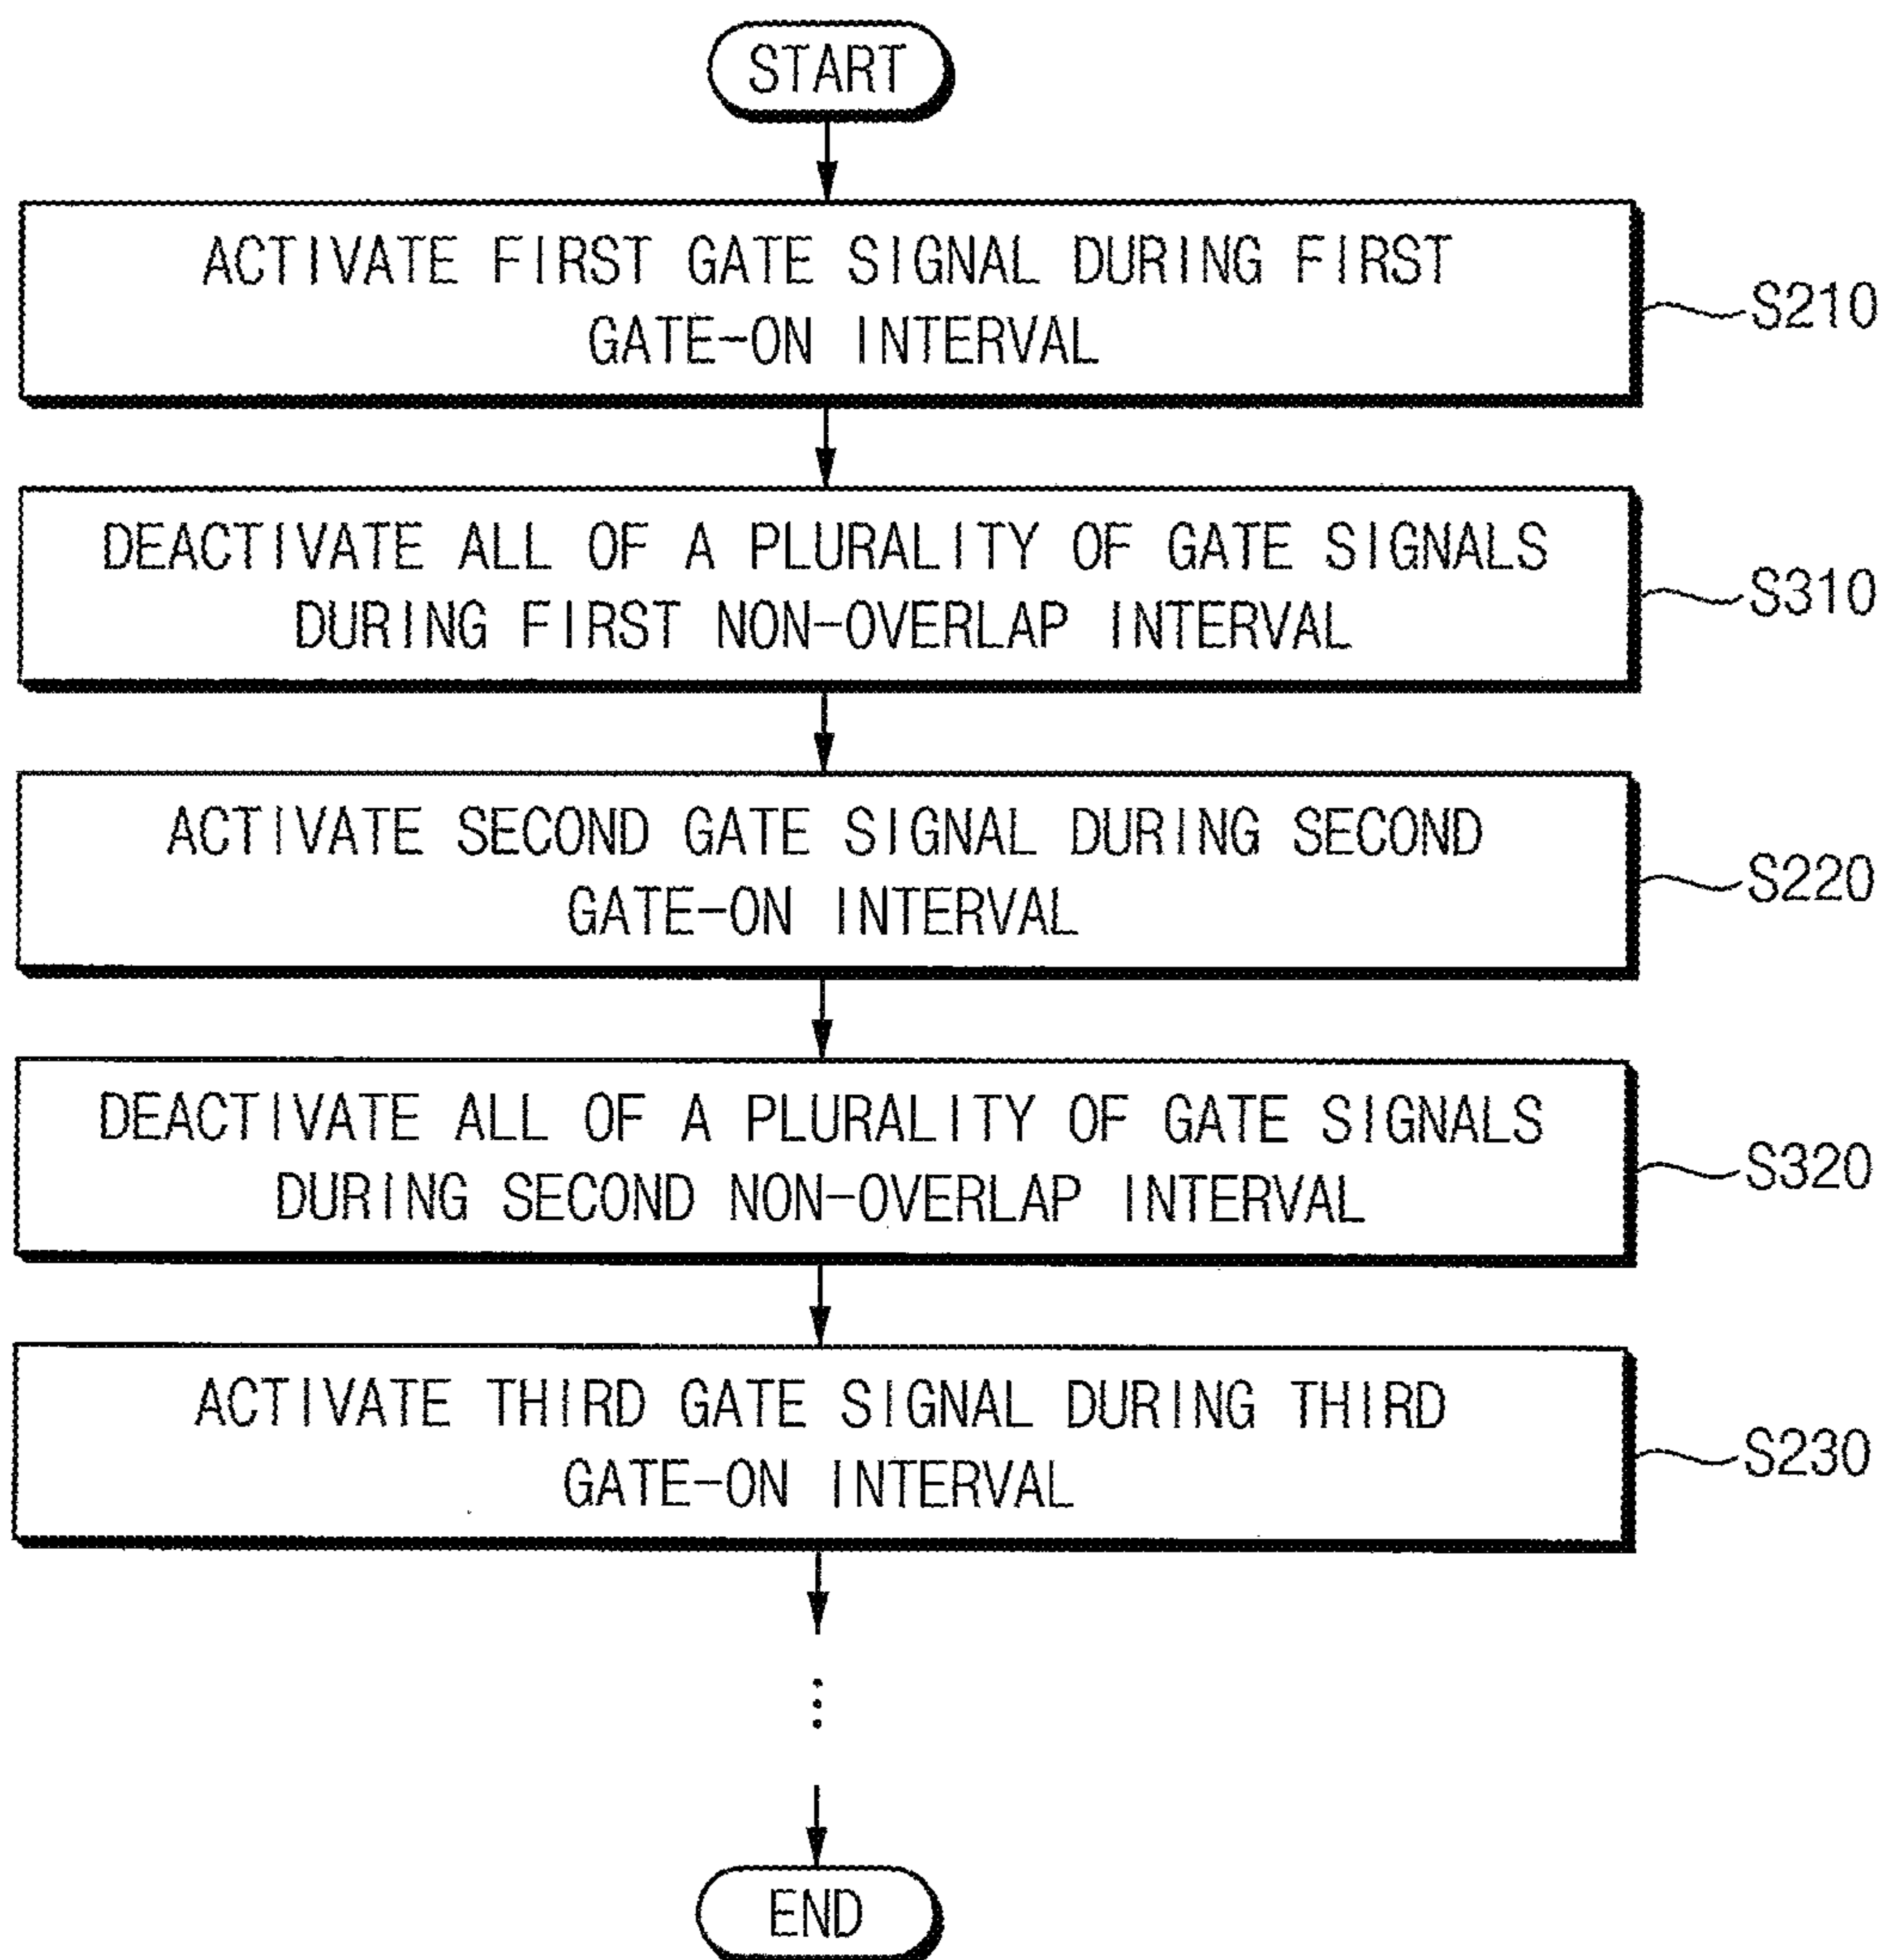 START
ACTIVATE FIRST GATE SIGNAL DURING FIRST
GATE-ON INTERVAL
S210
DEACTIVATE ALL OF A PLURALITY OF GATE SIGNALS
DURING FIRST NON-OVERLAP INTERVAL
S310
ACTIVATE SECOND GATE SIGNAL DURING SECOND
GATE-ON INTERVAL
S220
DEACTIVATE ALL OF A PLURALITY OF GATE SIGNALS
DURING SECOND NON-OVERLAP INTERVAL
S320
ACTIVATE THIRD GATE SIGNAL DURING THIRD
GATE-ON INTERVAL
S230
END